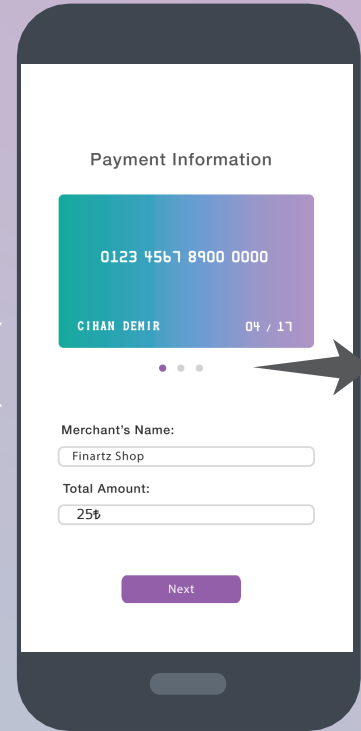 Payment Information
0123 4567 8900 0000
CIHAN DEMIR 04 / 17
Merchant's Name:
Finartz Shop
Total Amount:
25₺
Next